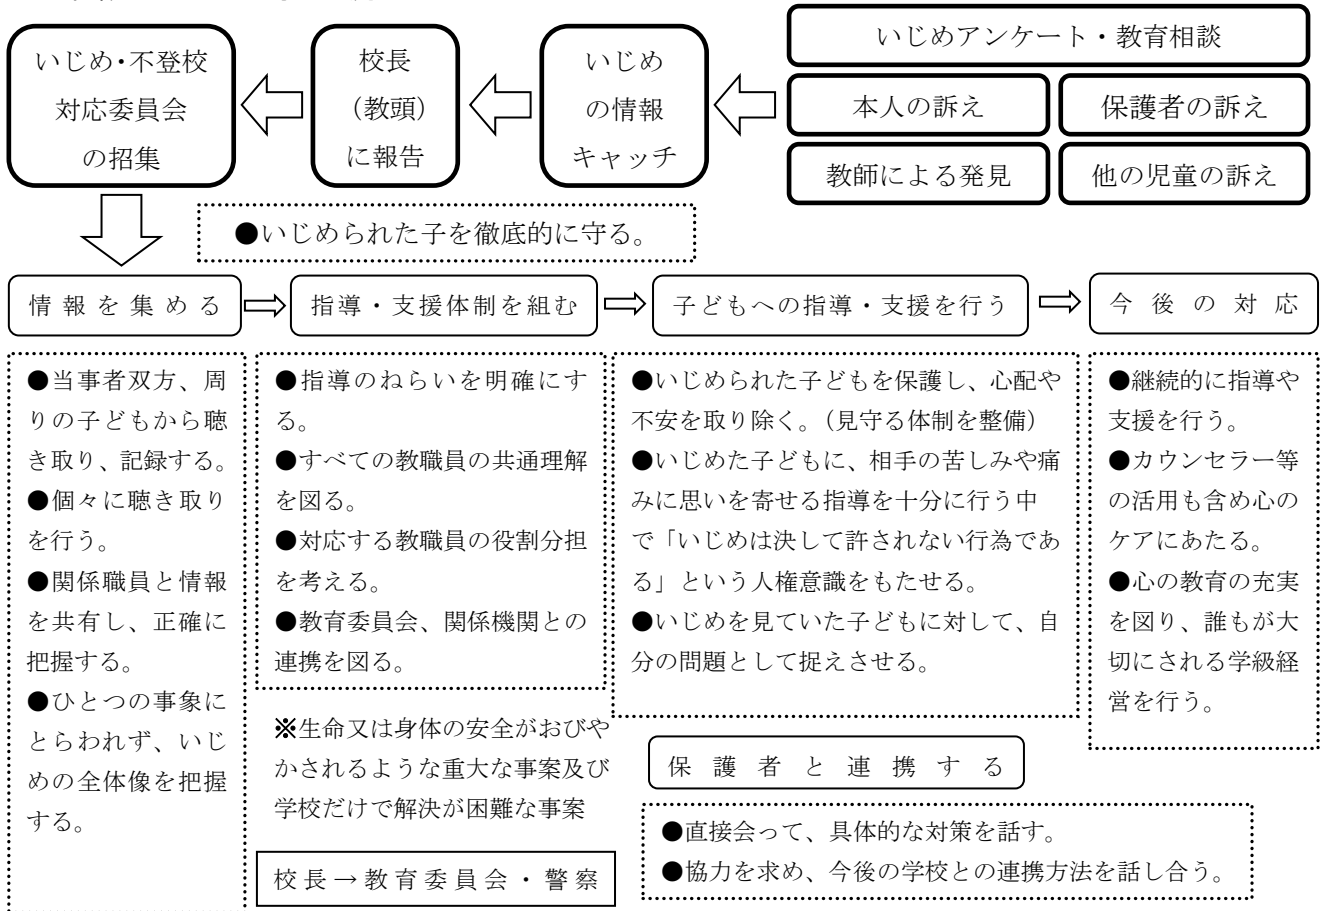 いじめ・不登校
対応委員会
の招集
校長
（教頭）
に報告
いじめ
の情報
キャッチ
いじめアンケート・教育相談
本人の訴え
保護者の訴え
教師による発見
他の児童の訴え
●いじめられた子を徹底的に守る。
情報を集める
指導・支援体制を組む
子どもへの指導・支援を行う
今後の対応
●当事者双方、周
りの子どもから聴
き取り、記録する。
●個々に聴き取り
を行う。
●関係職員と情報
を共有し、正確に
把握する。
●ひとつの事象に
とらわれず、いじ
めの全体像を把握
する。
●指導のねらいを明確にす
る。
●すべての教職員の共通理解
を図る。
●対応する教職員の役割分担
を考える。
●教育委員会、関係機関との
連携を図る。
※生命又は身体の安全がおびや
かされるような重大な事案及び
学校だけで解決が困難な事案
校長→教育委員会・警察
●いじめられた子どもを保護し、心配や
不安を取り除く。（見守る体制を整備）
●いじめた子どもに、相手の苦しみや痛
みに思いを寄せる指導を十分に行う中
で「いじめは決して許されない行為であ
る」という人権意識をもたせる。
●いじめを見ていた子どもに対して、自
分の問題として捉えさせる。
保護者と連携する
●直接会って、具体的な対策を話す。
●協力を求め、今後の学校との連携方法を話し合う。
●継続的に指導や
支援を行う。
●カウンセラー等
の活用も含め心の
ケアにあたる。
●心の教育の充実
を図り、誰もが大
切にされる学級経
営を行う。